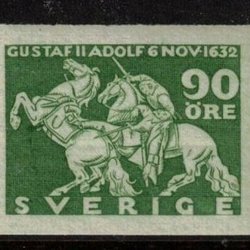 GUSTAF II ADOLF 6 NOV · 1632
90
ÖRE
SVERIGE